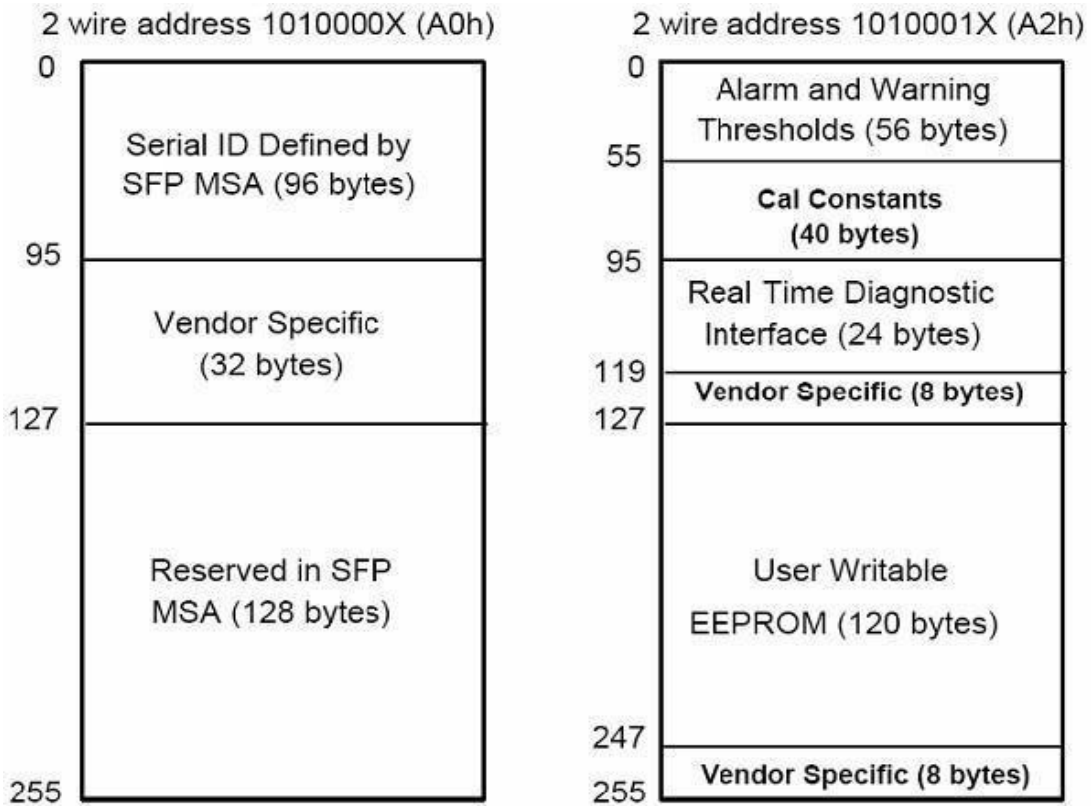 2 wire address 1010000X (A0h)
0
Serial ID Defined by
SFP MSA (96 bytes)
95
Vendor Specific
(32 bytes)
127
Reserved in SFP
MSA (128 bytes)
255
2 wire address 1010001X (A2h)
0
Alarm and Warning
Thresholds (56 bytes)
55
Cal Constants
(40 bytes)
95
Real Time Diagnostic
Interface (24 bytes)
119
Vendor Specific (8 bytes)
127
User Writable
EEPROM (120 bytes)
247
Vendor Specific (8 bytes)
255